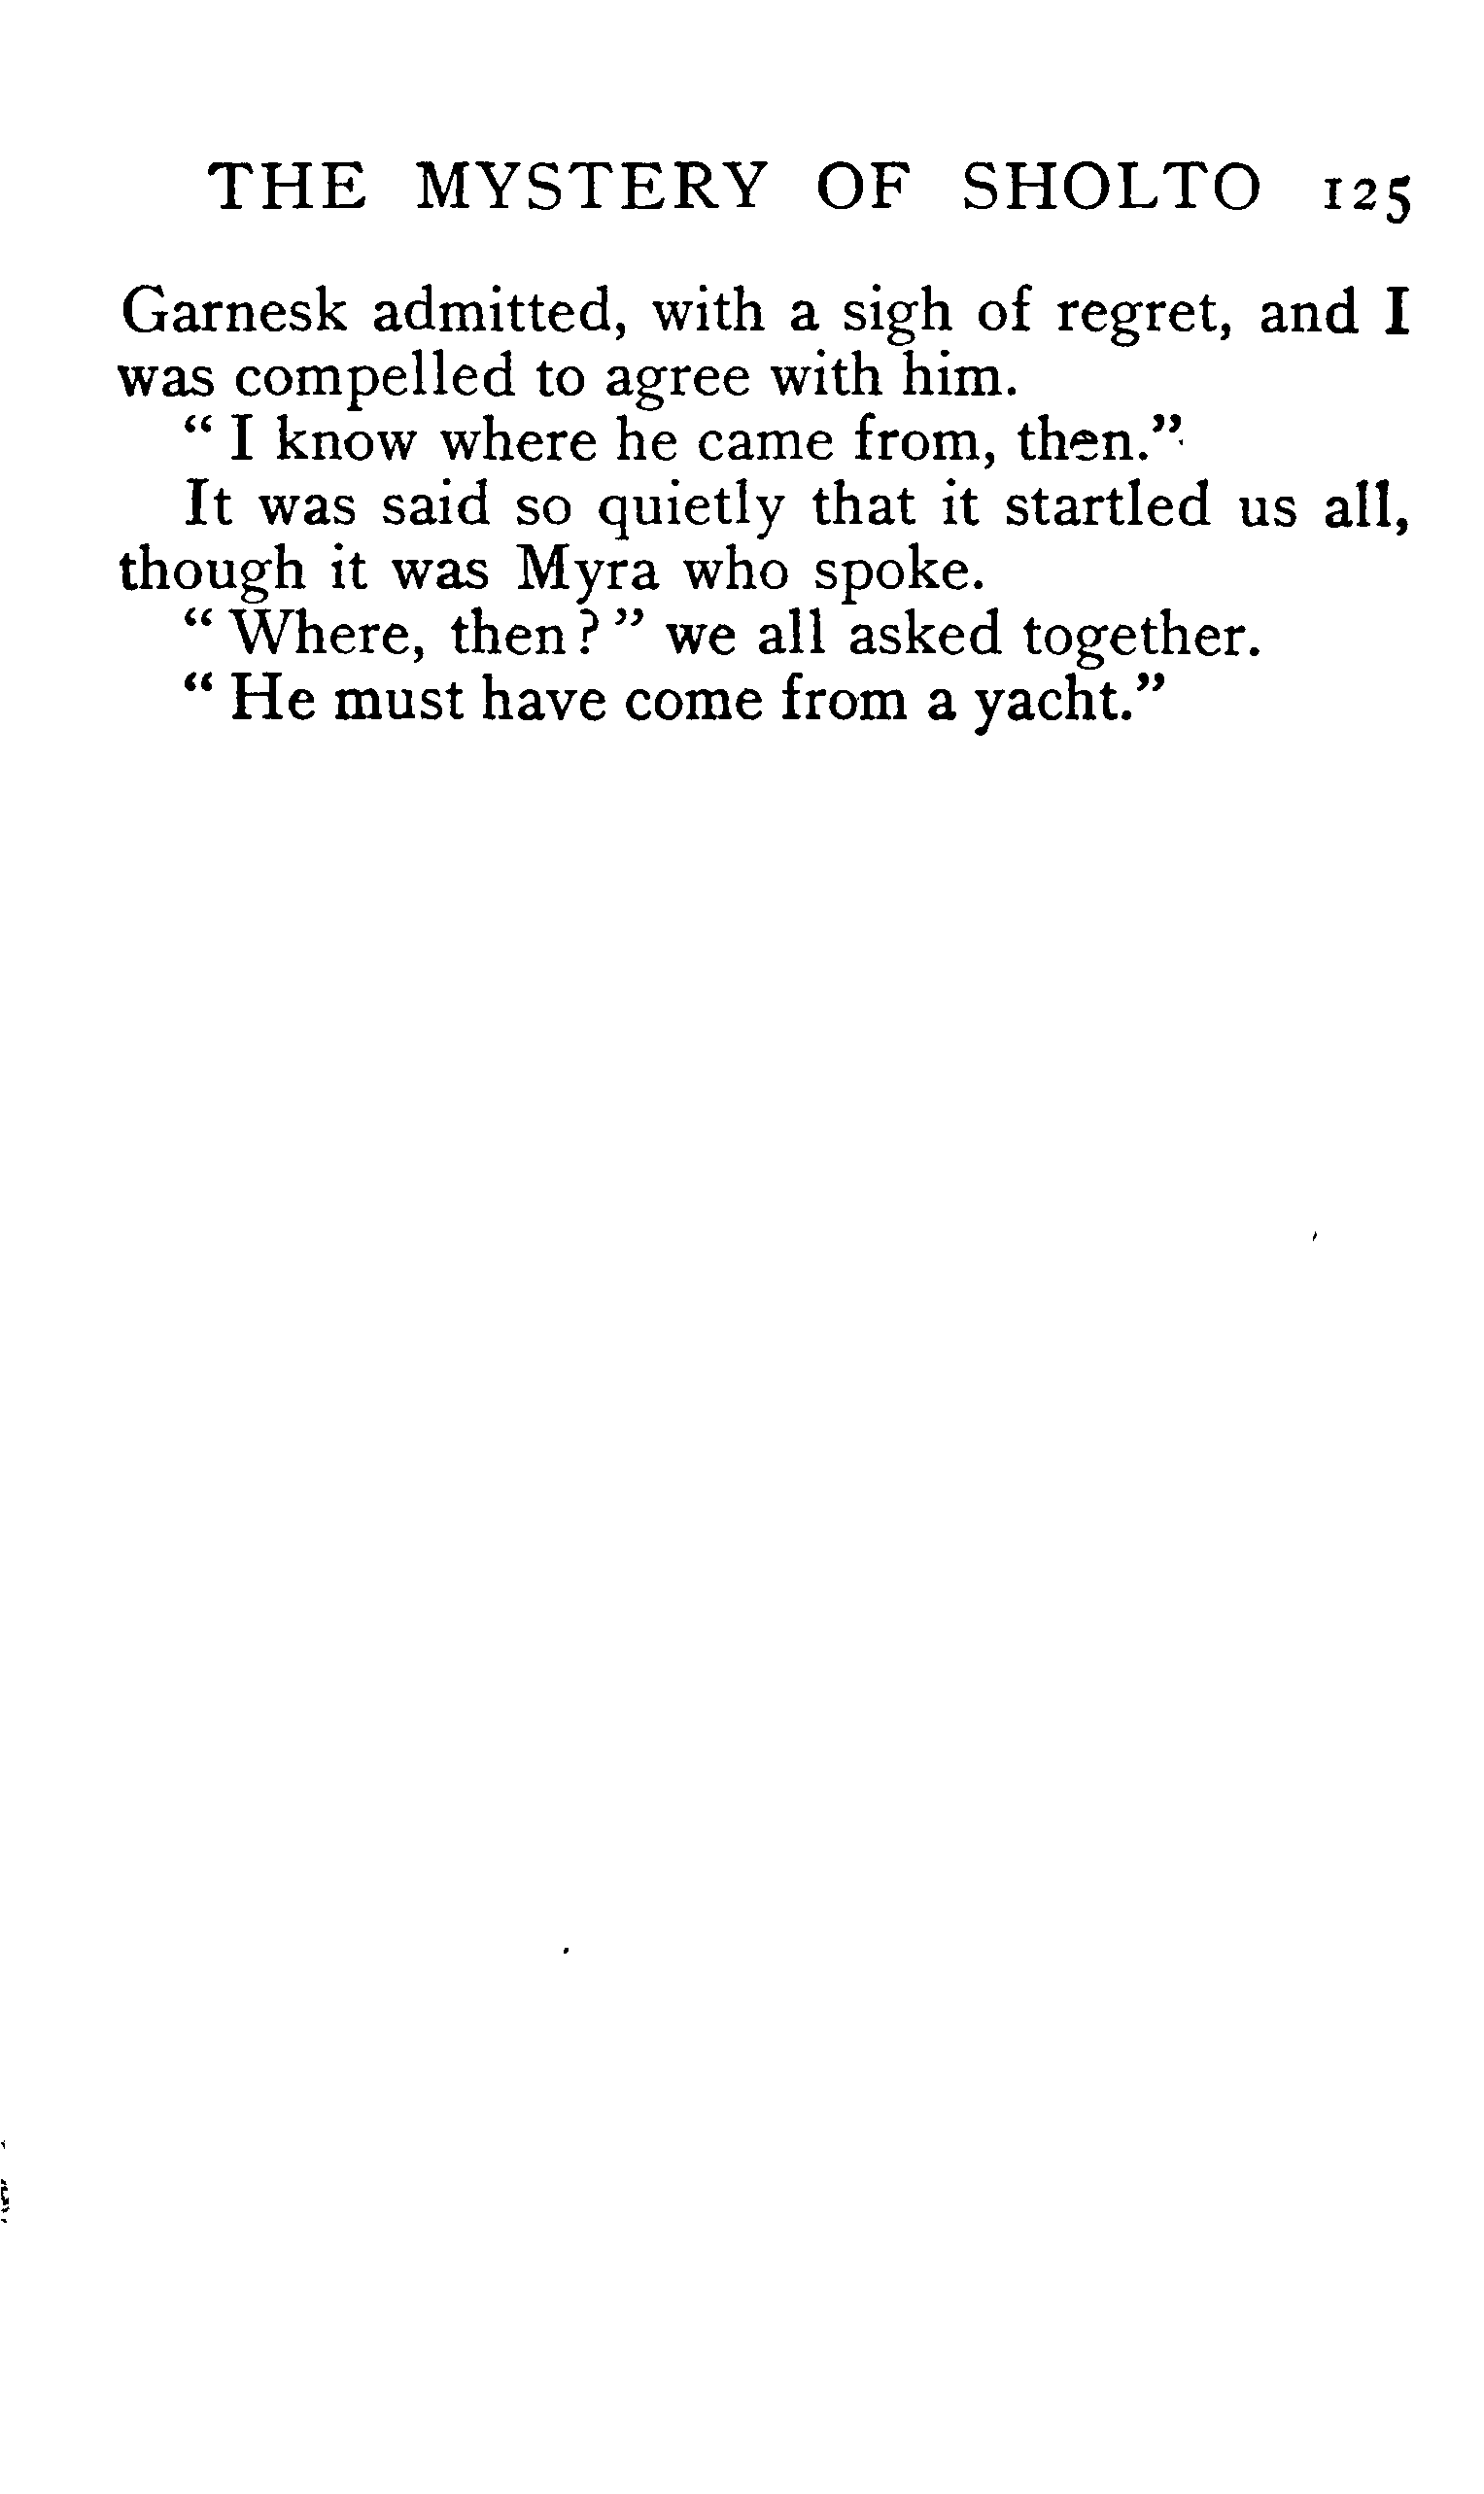 THE MYSTERY OF SHOLTO 125
Garnesk admitted, with a sigh of regret, and I
was compelled to agree with him.
“ I know where he came from, then.”
It was said so quietly that it startled us all,
though it was Myra who spoke.
“ Where, then ? ” we all asked together.
“ He must have come from a yacht.”